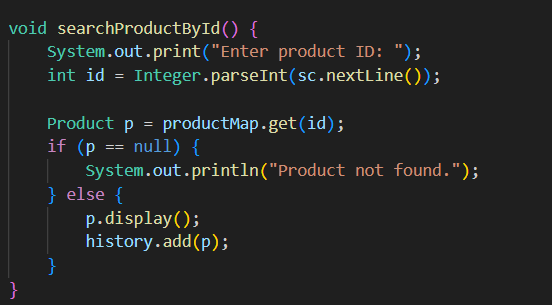 void searchProductById() {
    System.out.print("Enter product ID: ");
    int id = Integer.parseInt(sc.nextLine());

    Product p = productMap.get(id);
    if (p == null) {
        System.out.println("Product not found.");
    } else {
        p.display();
        history.add(p);
    }
}